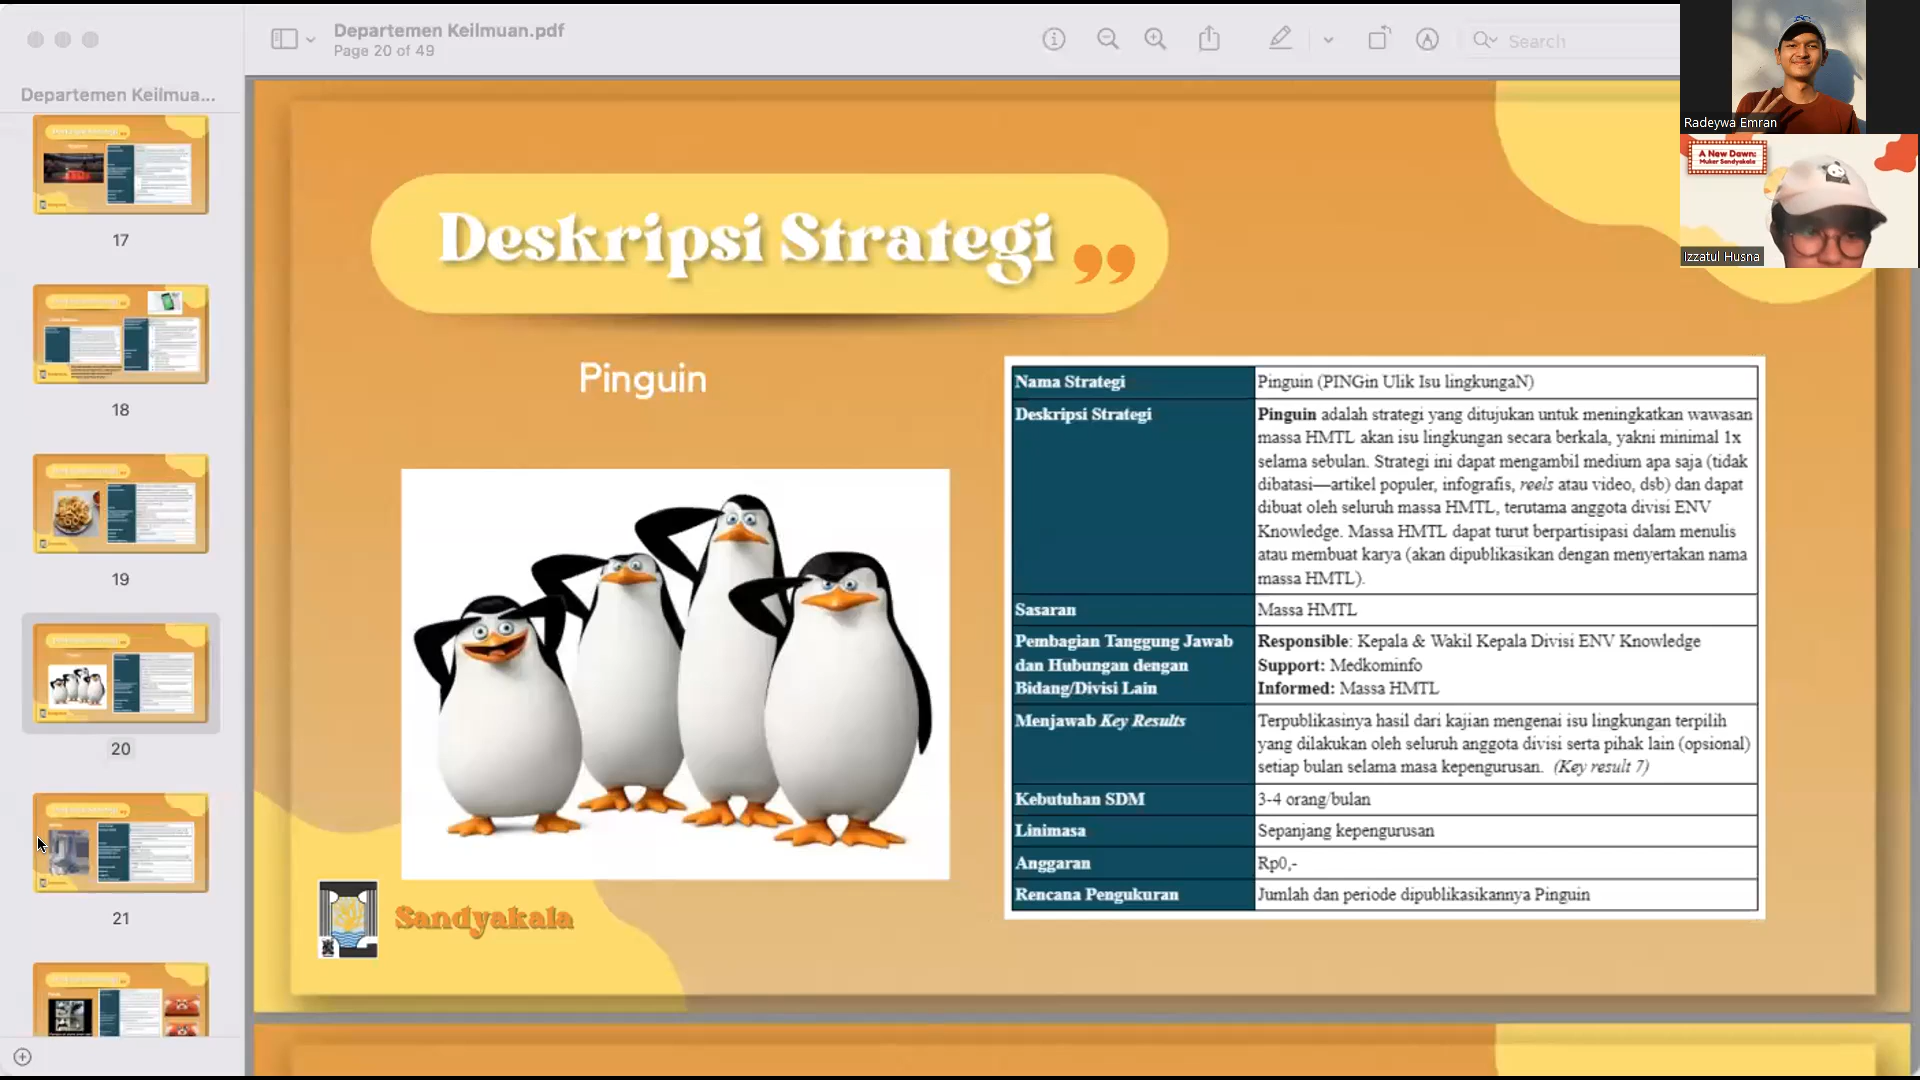 Departemen Keilmuan.pdf
Page 20 of 49
Search
Departemen Keilmua...
17
18
19
20
21
Deskripsi Strategi
Pinguin
Nama Strategi
Pinguin (PINGin Ulik Isu lingkungaN)
Deskripsi Strategi
Pinguin adalah strategi yang ditujukan untuk meningkatkan wawasan
massa HMTL akan isu lingkungan secara berkala, yakni minimal 1x
selama sebulan. Strategi ini dapat mengambil medium apa saja (tidak
dibatasi—artikel populer, infografis, reels atau video, dsb) dan dapat
dibuat oleh seluruh massa HMTL, terutama anggota divisi ENV
Knowledge. Massa HMTL dapat turut berpartisipasi dalam menulis
atau membuat karya (akan dipublikasikan dengan menyertakan nama
massa HMTL).
Sasaran
Massa HMTL
Pembagian Tanggung Jawab
dan Hubungan dengan
Bidang/Divisi Lain
Responsible: Kepala & Wakil Kepala Divisi ENV Knowledge
Support: Medkominfo
Informed: Massa HMTL
Menjawab Key Results
Terpublikasinya hasil dari kajian mengenai isu lingkungan terpilih
yang dilakukan oleh seluruh anggota divisi serta pihak lain (opsional)
setiap bulan selama masa kepengurusan. (Key result 7)
Kebutuhan SDM
3-4 orang/bulan
Linimasa
Sepanjang kepengurusan
Anggaran
Rp0,-
Rencana Pengukuran
Jumlah dan periode dipublikasikannya Pinguin
Sandyakala
Radeywa Emran
A New Dawn:
Muker Sandyakala
Izzatul Husna